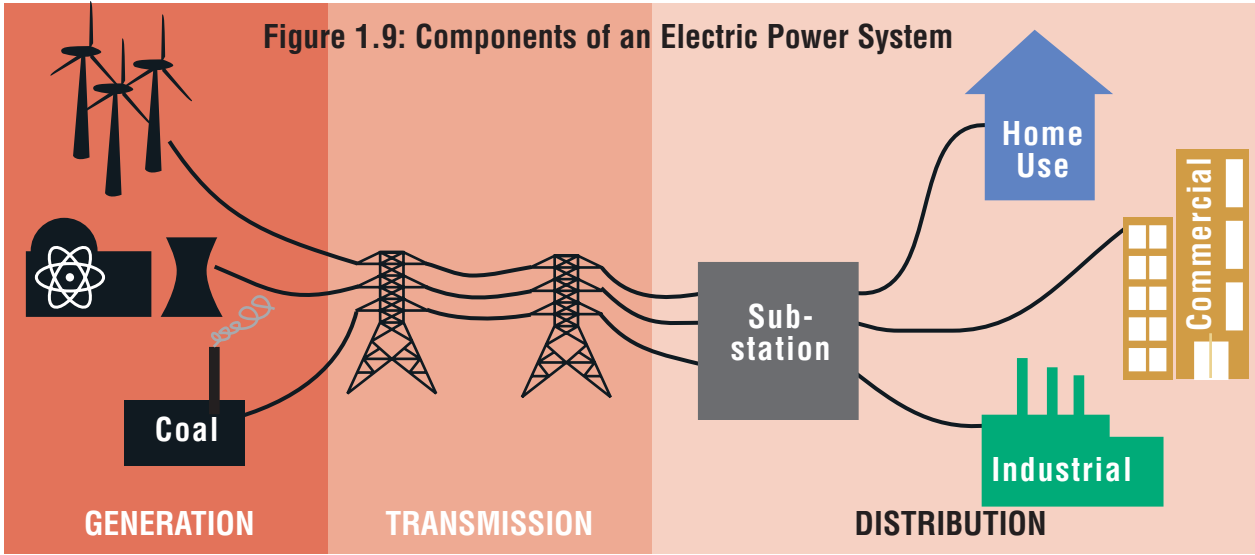 Figure 1.9: Components of an Electric Power System
Home
Use
Commercial
Sub-
station
Coal
Industrial
GENERATION
TRANSMISSION
DISTRIBUTION